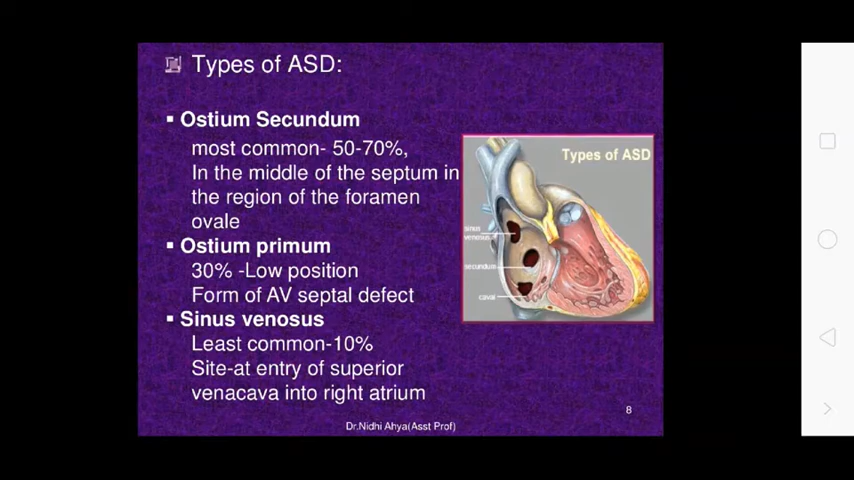 Types of ASD:
▪ Ostium Secundum
most common- 50-70%,
In the middle of the septum in
the region of the foramen
ovale
▪ Ostium primum
30% -Low position
Form of AV septal defect
▪ Sinus venosus
Least common-10%
Site-at entry of superior
venacava into right atrium
Types of ASD
sinus
venosus
secundum
caval
8
Dr.Nidhi Ahya(Asst Prof)